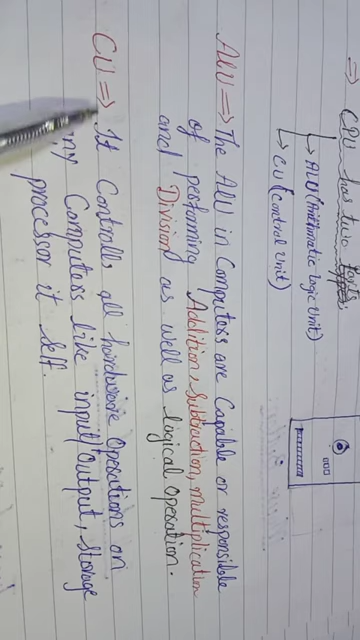 => CPU has two parts.
↳ ALU (Arithmatic Logic Unit)
↳ CU (Control Unit)
ALU => The ALU in Computers are Capable or responsible
of performing Addition, Subtraction, multiplication
and Division as well as Logical Operation.
CU => It Controlls all hardware Operations on
Computers like input/output, Storage
processor it self.